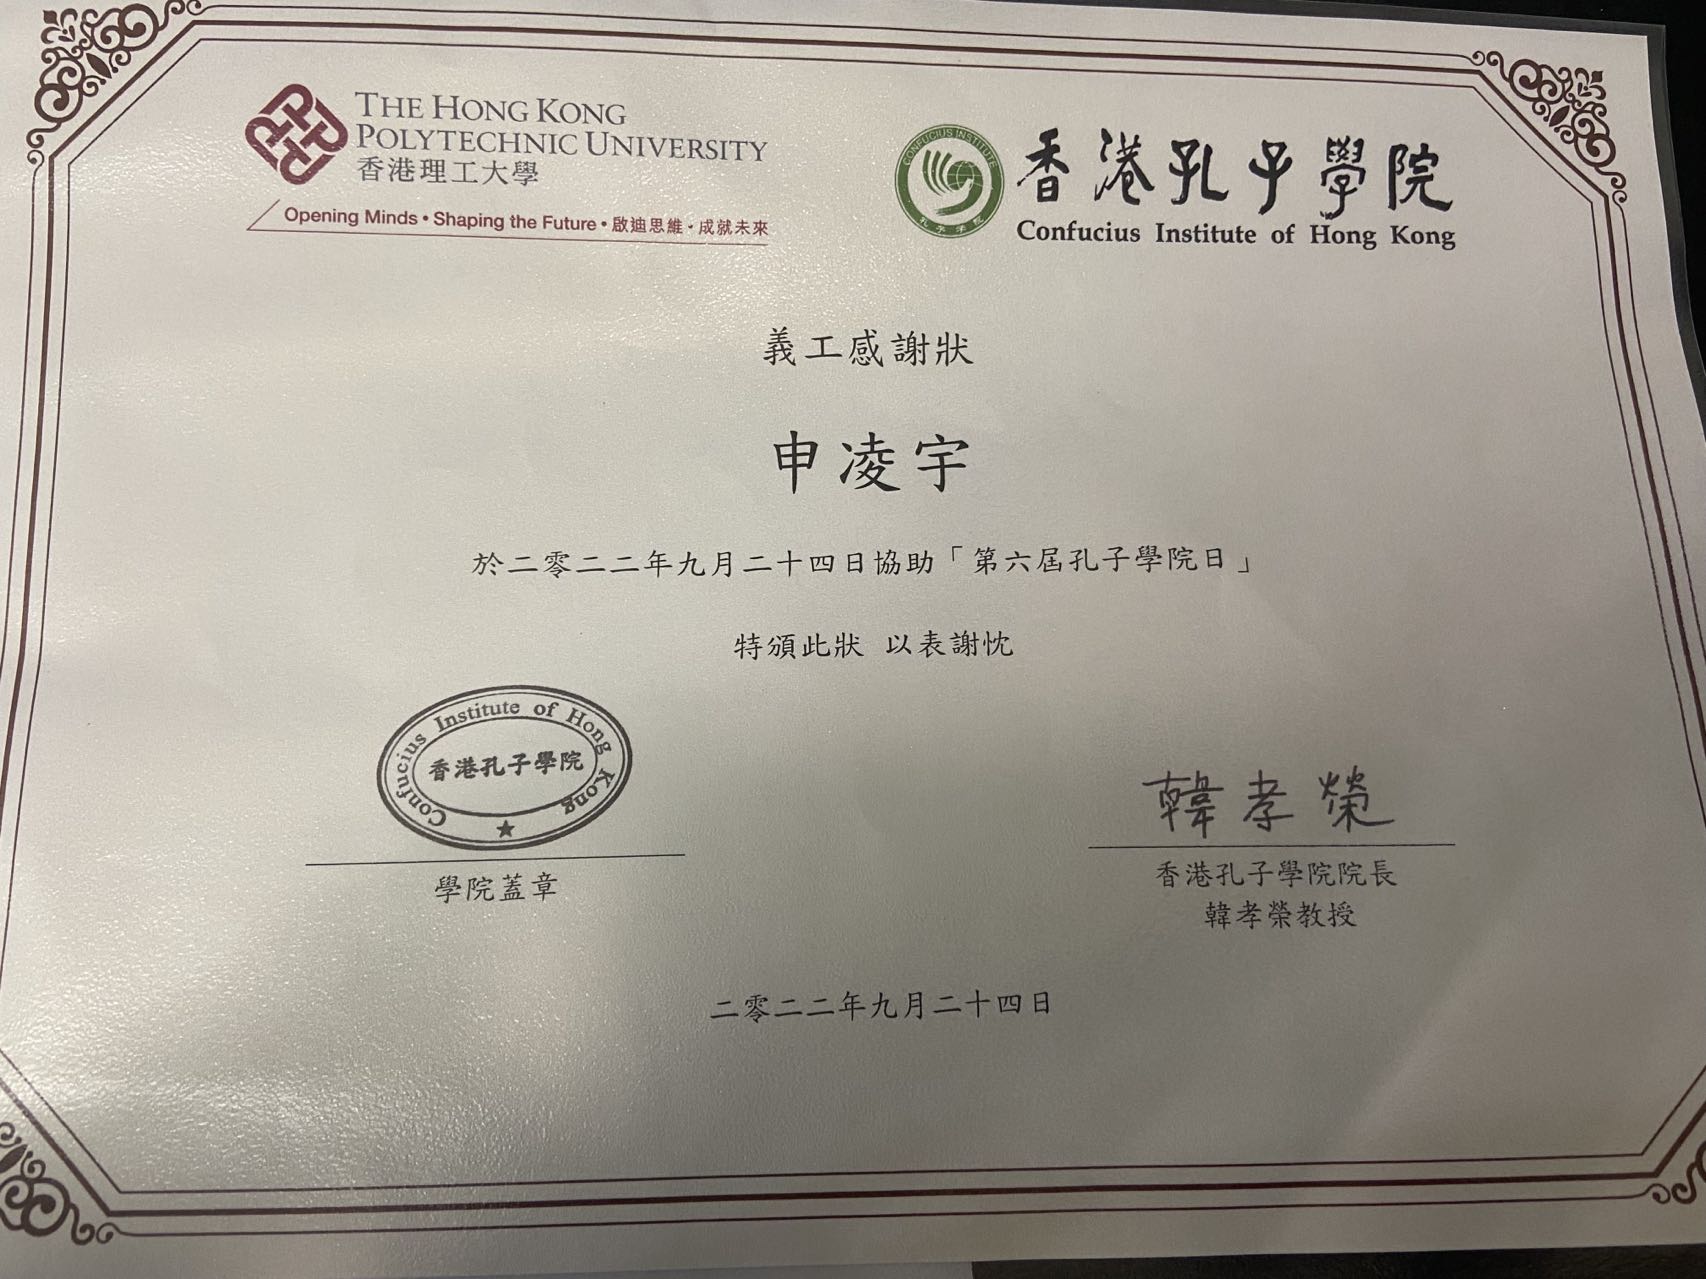 THE HONG KONG
POLYTECHNIC UNIVERSITY
香港理工大學
Opening Minds • Shaping the Future • 啟迪思維 • 成就未來
CONFUCIUS INSTITUTE
孔子学院
香港孔子學院
Confucius Institute of Hong Kong
義工感謝狀
申凌宇
於二零二二年九月二十四日協助「第六屆孔子學院日」
特頒此狀 以表謝忱
Confucius Institute of Hong Kong
香港孔子學院
學院蓋章
韓孝榮
香港孔子學院院長
韓孝榮教授
二零二二年九月二十四日